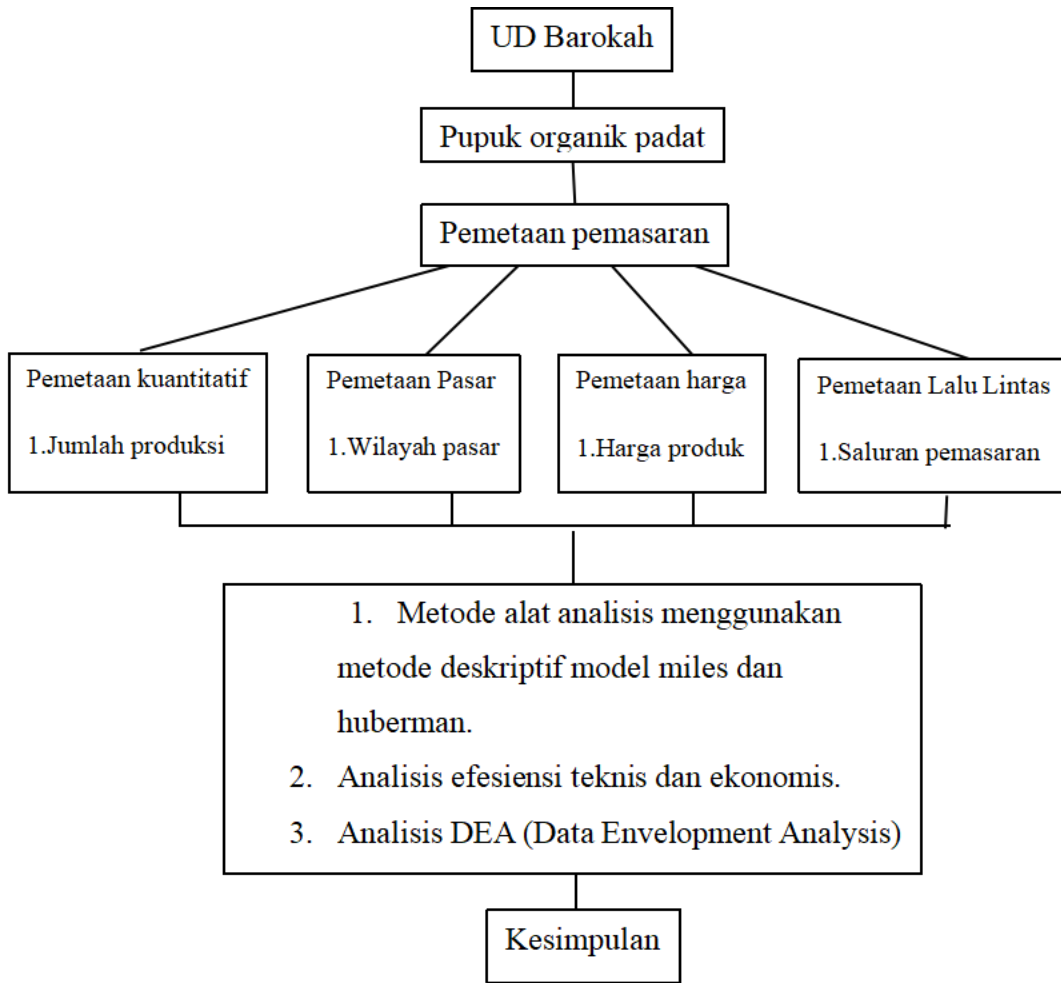 UD Barokah
Pupuk organik padat
Pemetaan pemasaran
Pemetaan kuantitatif
1.Jumlah produksi
Pemetaan Pasar
1.Wilayah pasar
Pemetaan harga
1.Harga produk
Pemetaan Lalu Lintas
1.Saluran pemasaran
1. Metode alat analisis menggunakan
metode deskriptif model miles dan
huberman.
2. Analisis efesiensi teknis dan ekonomis.
3. Analisis DEA (Data Envelopment Analysis)
Kesimpulan